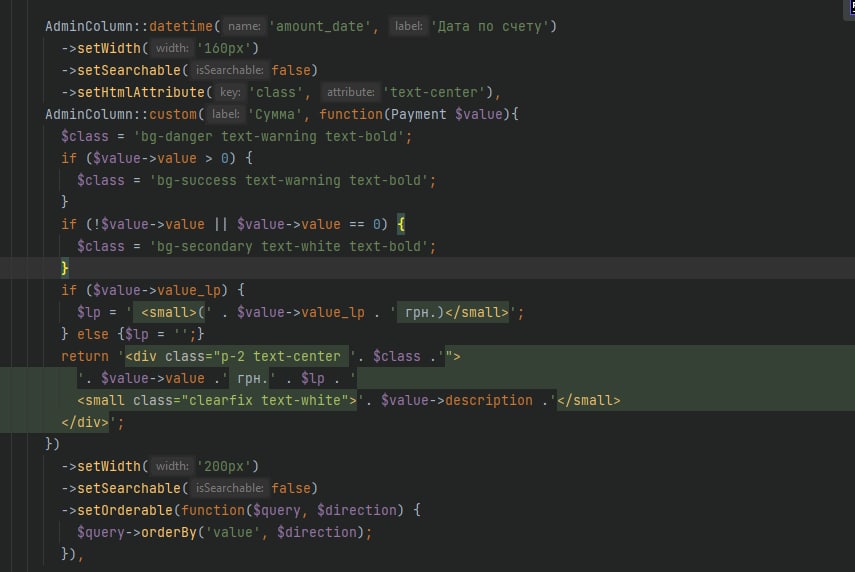 AdminColumn::datetime( name: 'amount_date', label: 'Дата по счету')
->setWidth( width: '160px')
->setSearchable( isSearchable: false)
->setHtmlAttribute( key: 'class', attribute: 'text-center'),
AdminColumn::custom( label: 'Сумма', function(Payment $value){
$class = 'bg-danger text-warning text-bold';
if ($value->value > 0) {
$class = 'bg-success text-warning text-bold';
}
if (!$value->value || $value->value == 0) {
$class = 'bg-secondary text-white text-bold';
}
if ($value->value_lp) {
$lp = ' <small>(' . $value->value_lp . ' грн.)</small>';
} else {$lp = '';}
return '<div class="p-2 text-center '. $class .'">
'. $value->value .' грн.' . $lp . '
<small class="clearfix text-white">'. $value->description .'</small>
</div>';
})
->setWidth( width: '200px')
->setSearchable( isSearchable: false)
->setOrderable(function($query, $direction) {
$query->orderBy('value', $direction);
}),